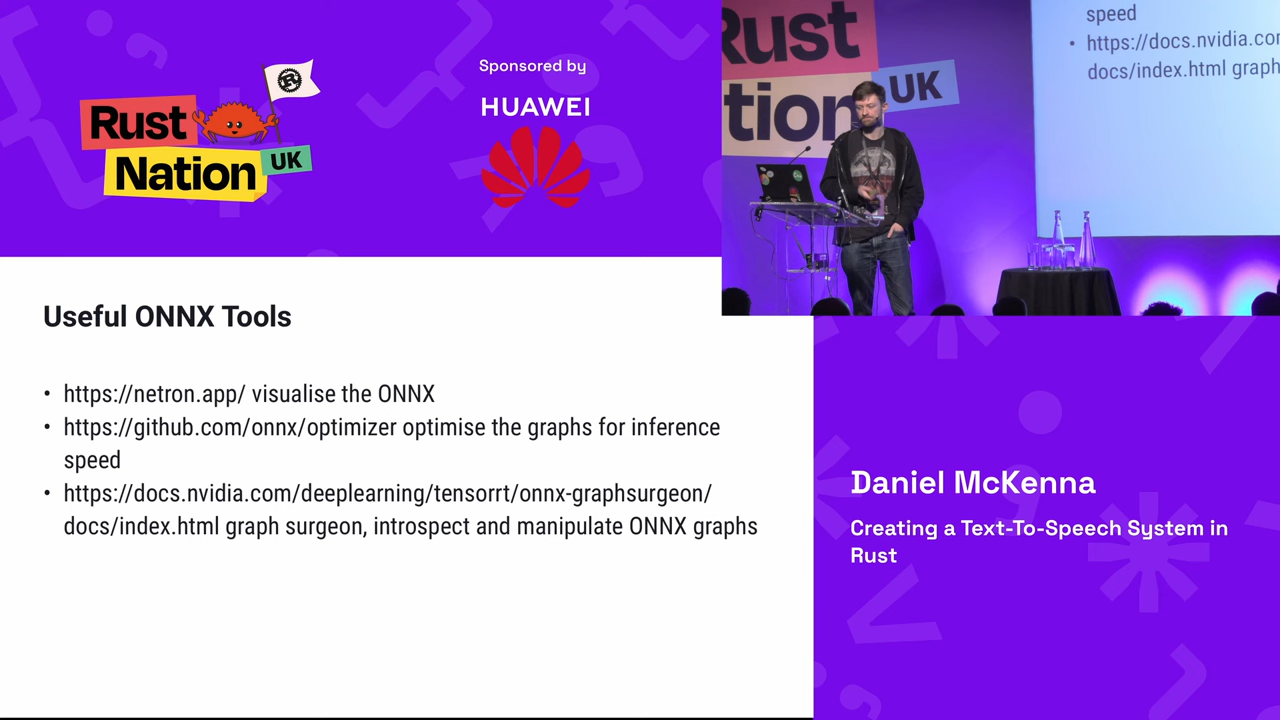 Rust
Nation
UK
Sponsored by
HUAWEI
Useful ONNX Tools
• https://netron.app/ visualise the ONNX
• https://github.com/onnx/optimizer optimise the graphs for inference
speed
• https://docs.nvidia.com/deeplearning/tensorrt/onnx-graphsurgeon/
docs/index.html graph surgeon, introspect and manipulate ONNX graphs
Rust
tion
UK
speed
• https://docs.nvidia.co
docs/index.html graph
Daniel McKenna
Creating a Text-To-Speech System in
Rust